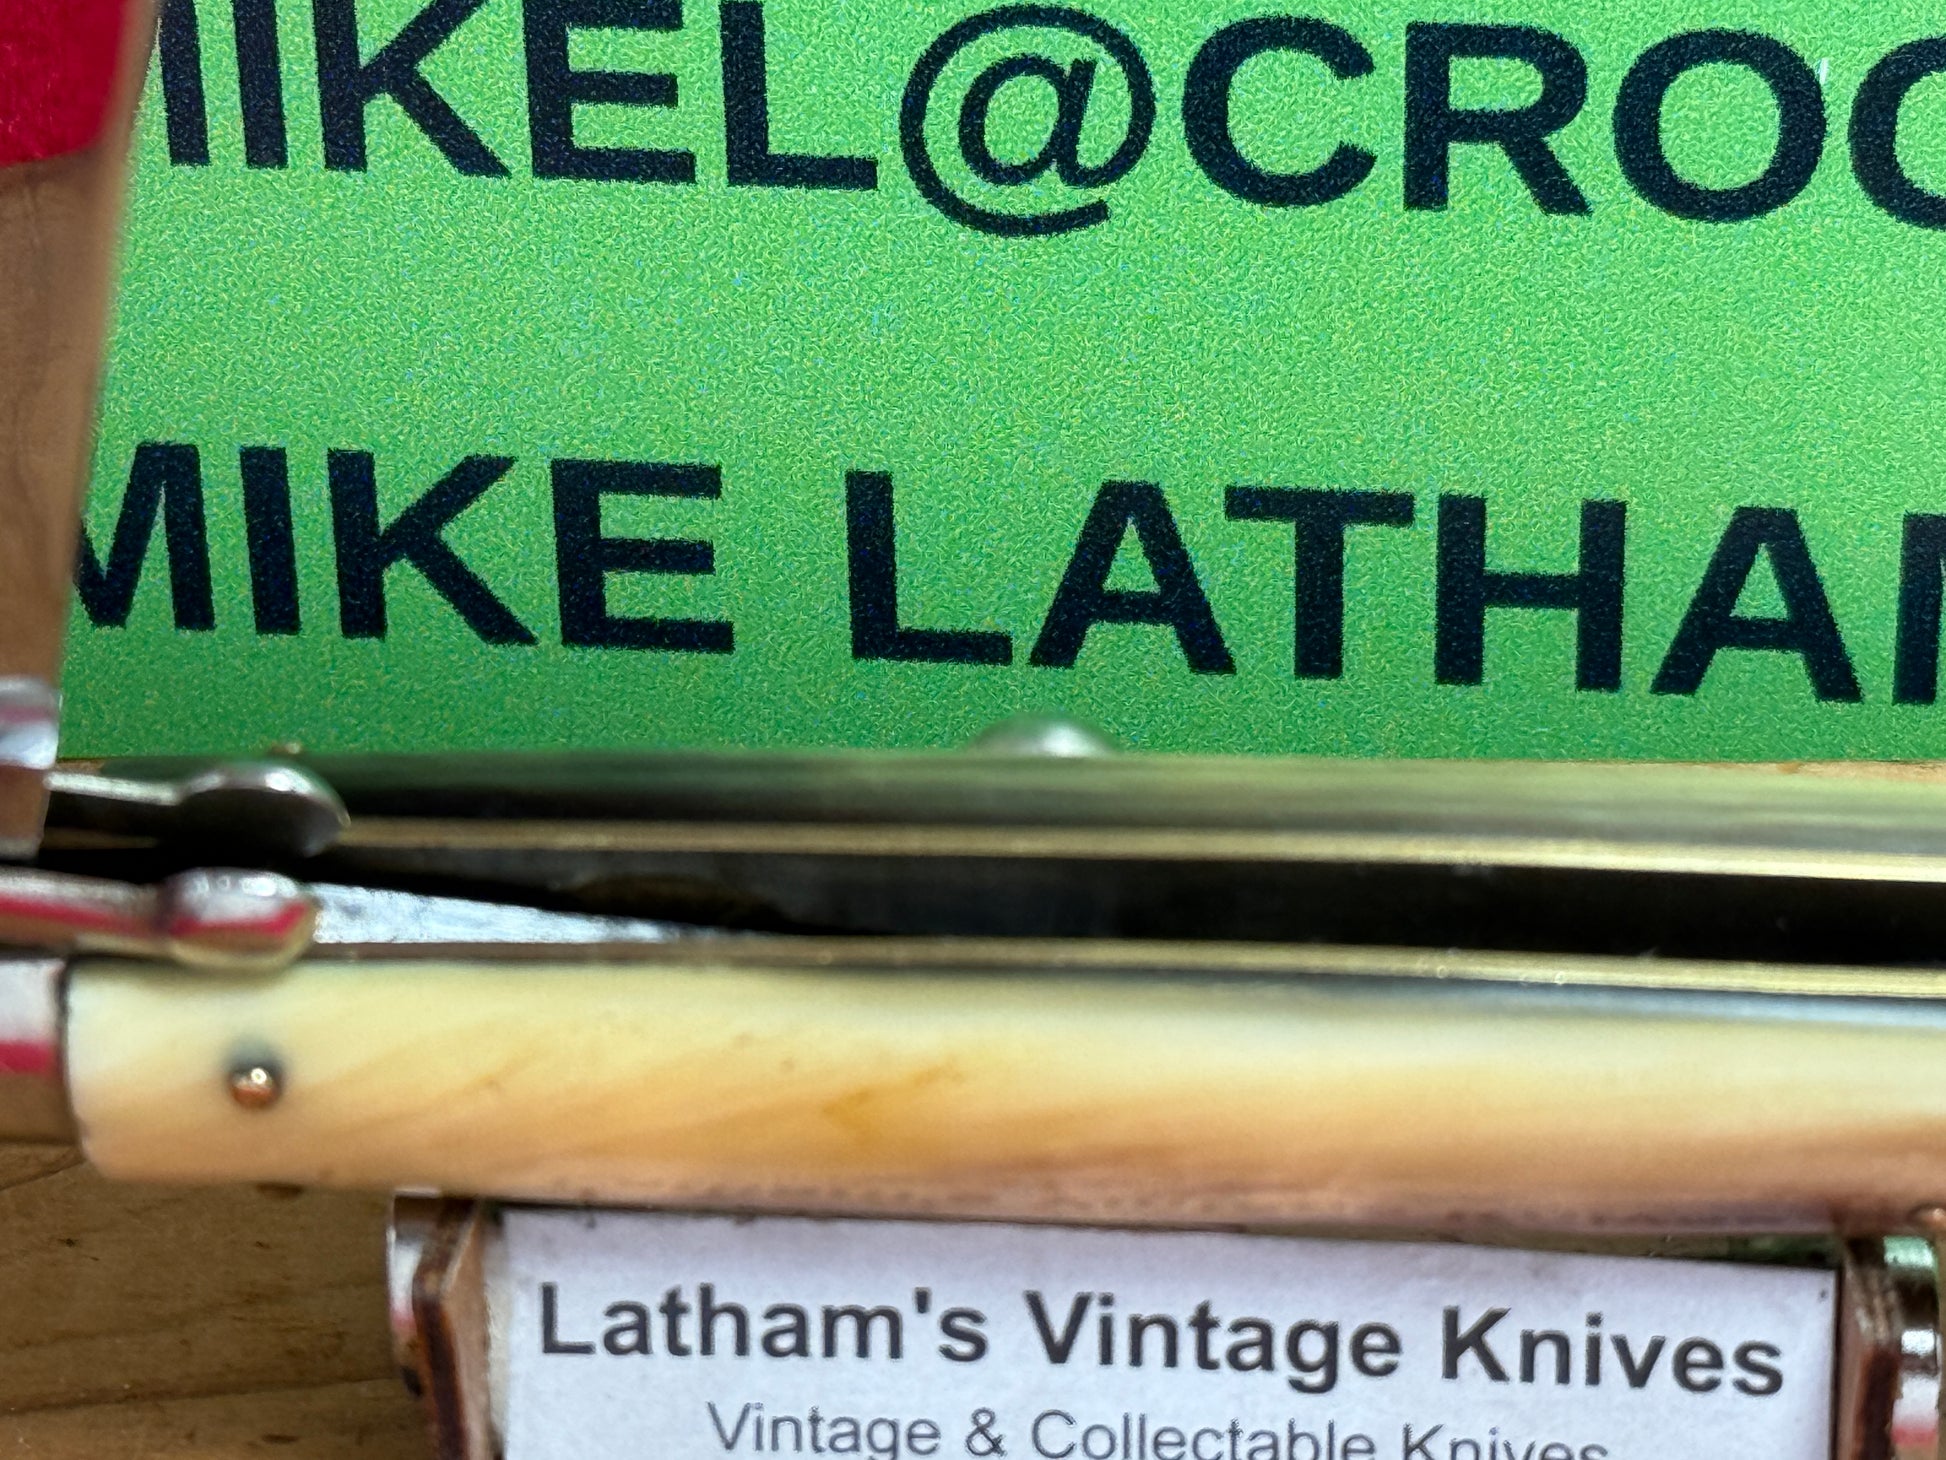 MIKEL@CROO
MIKE LATHAM
Latham's Vintage Knives
Vintage & Collectable Knives